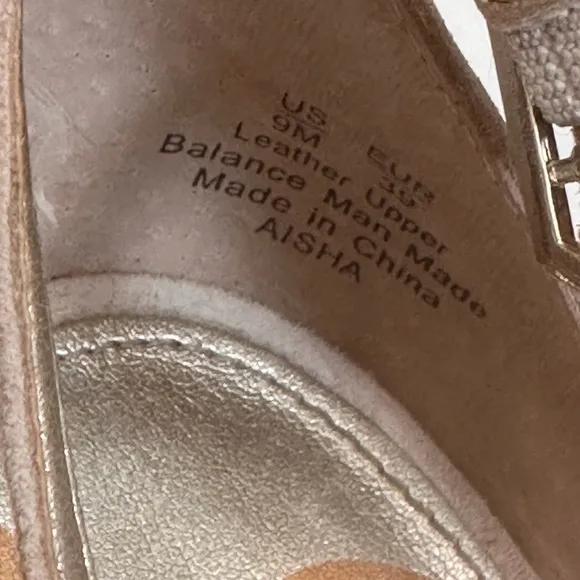 US EUR
9M 39
Leather Upper
Balance Man Made
Made in China
AISHA